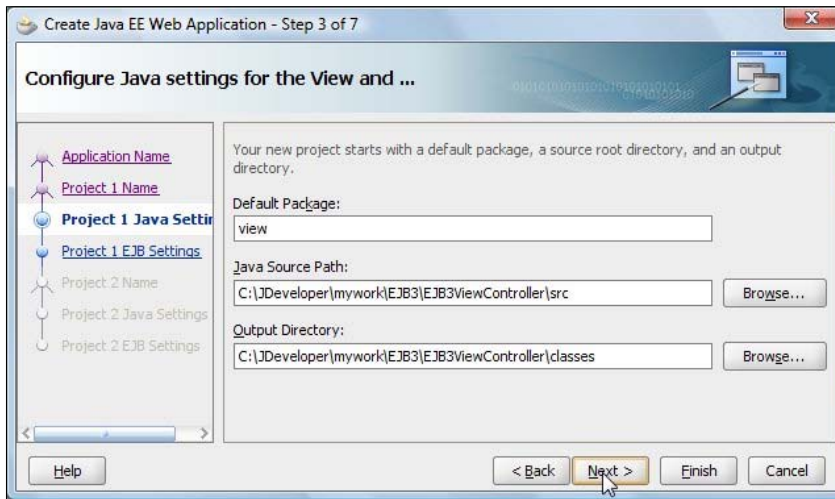 Create Java EE Web Application - Step 3 of 7
Configure Java settings for the View and ...
Application Name
Project 1 Name
Project 1 Java Settin
Project 1 EJB Settings
Project 2 Name
Project 2 Java Settings
Project 2 EJB Settings
Your new project starts with a default package, a source root directory, and an output
directory.
Default Package:
view
Java Source Path:
C:\JDeveloper\mywork\EJB3\EJB3ViewController\src
Browse...
Output Directory:
C:\JDeveloper\mywork\EJB3\EJB3ViewController\classes
Browse...
Help
< Back
Next >
Finish
Cancel